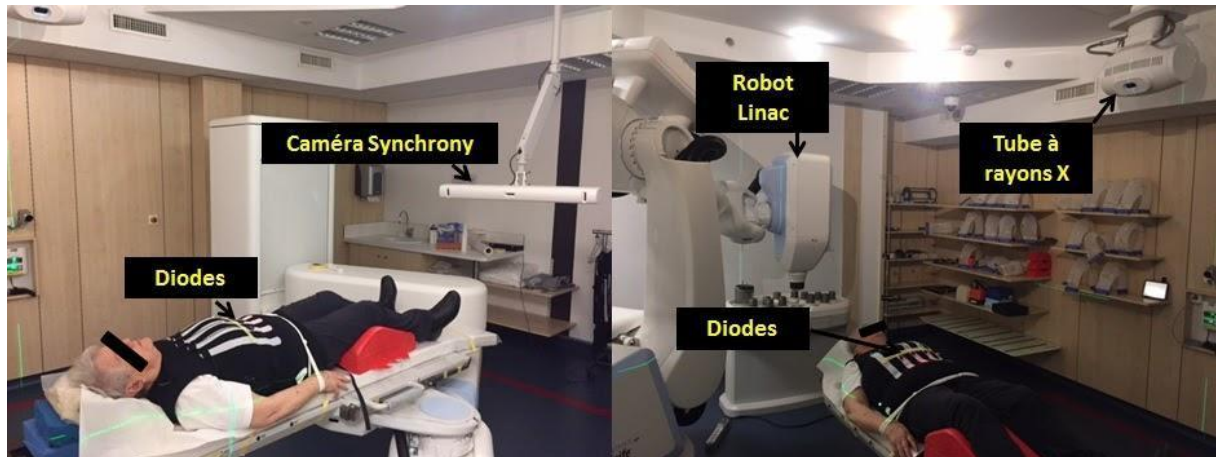 Caméra Synchrony
Diodes
Robot
Linac
Tube à
rayons X
Diodes